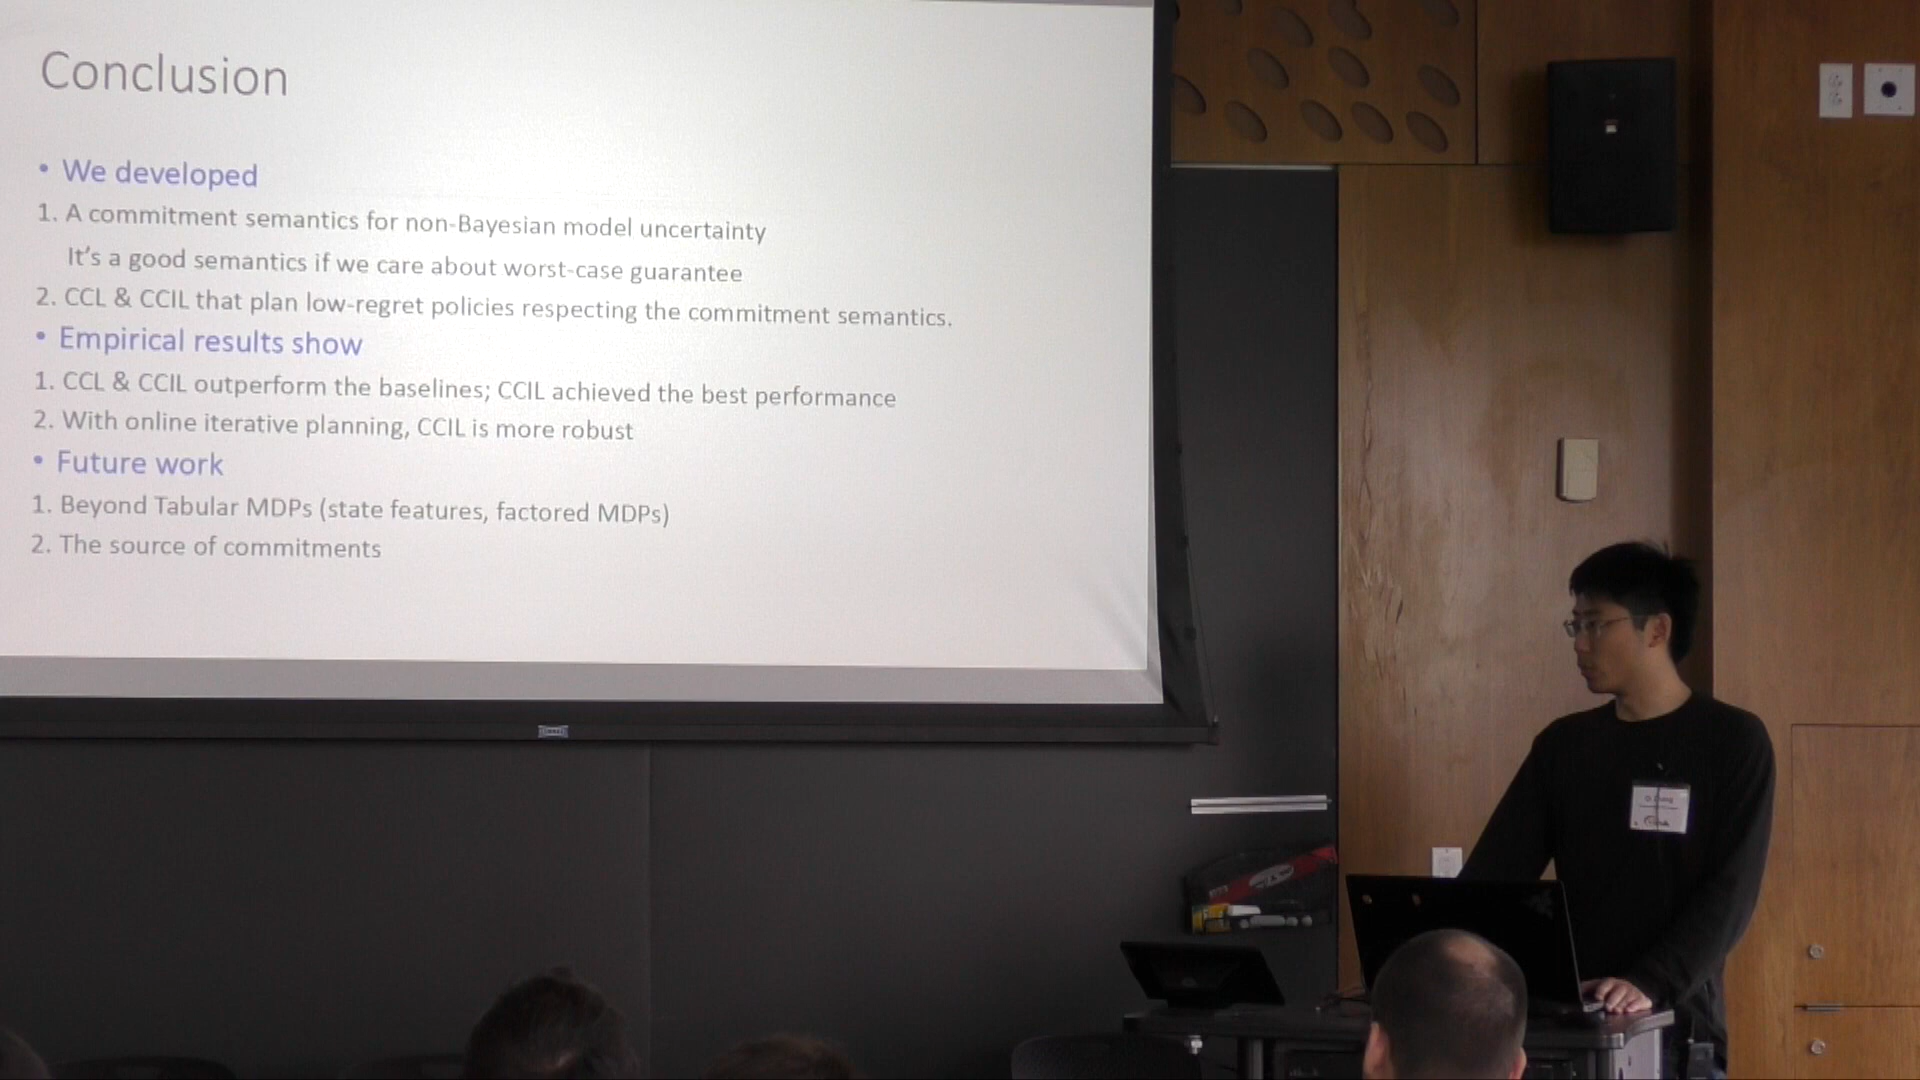 Conclusion
• We developed
1. A commitment semantics for non-Bayesian model uncertainty
It's a good semantics if we care about worst-case guarantee
2. CCL & CCIL that plan low-regret policies respecting the commitment semantics.
• Empirical results show
1. CCL & CCIL outperform the baselines; CCIL achieved the best performance
2. With online iterative planning, CCIL is more robust
• Future work
1. Beyond Tabular MDPs (state features, factored MDPs)
2. The source of commitments